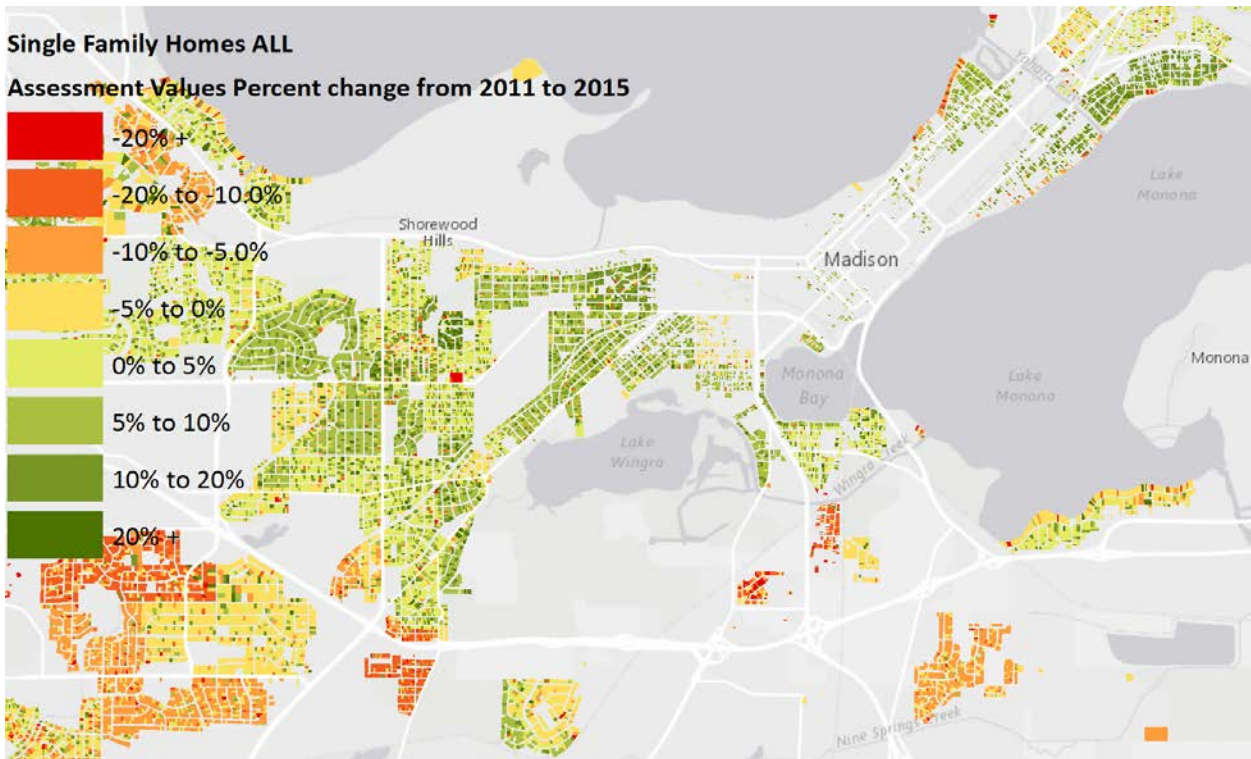 Single Family Homes ALL
Assessment Values Percent change from 2011 to 2015
-20% +
-20% to -10.0%
-10% to -5.0%
-5% to 0%
0% to 5%
5% to 10%
10% to 20%
20% +
Yahara
Lake
Monona
Shorewood
Hills
Madison
Monona
Monona
Bay
Lake
Monona
Lake
Wingra
Wingra Creek
Nine Springs Creek